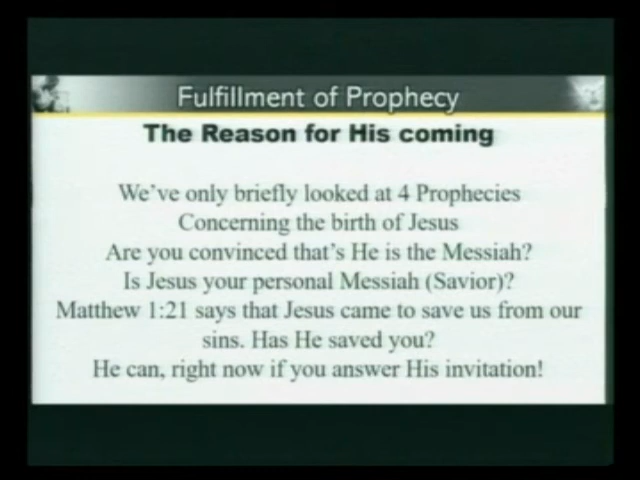 Fulfillment of Prophecy
The Reason for His coming
We've only briefly looked at 4 Prophecies
Concerning the birth of Jesus
Are you convinced that's He is the Messiah?
Is Jesus your personal Messiah (Savior)?
Matthew 1:21 says that Jesus came to save us from our
sins. Has He saved you?
He can, right now if you answer His invitation!